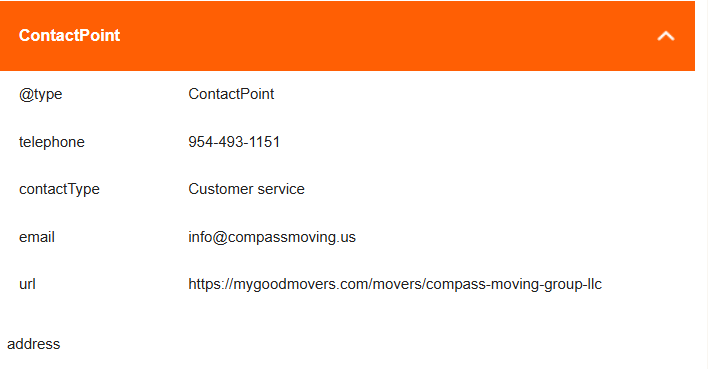 ContactPoint
@type ContactPoint
telephone 954-493-1151
contactType Customer service
email info@compassmoving.us
url https://mygoodmovers.com/movers/compass-moving-group-llc
address